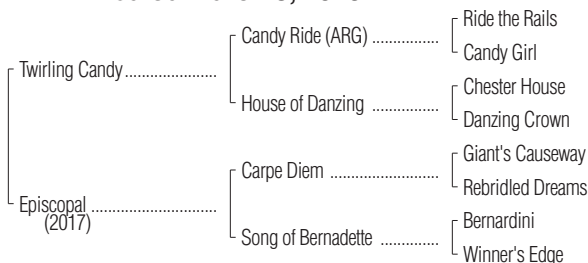 Ride the Rails
Candy Ride (ARG)
Candy Girl
Twirling Candy
Chester House
House of Danzing
Danzing Crown
Giant's Causeway
Carpe Diem
Rebridled Dreams
Episcopal
(2017)
Bernardini
Song of Bernadette
Winner's Edge